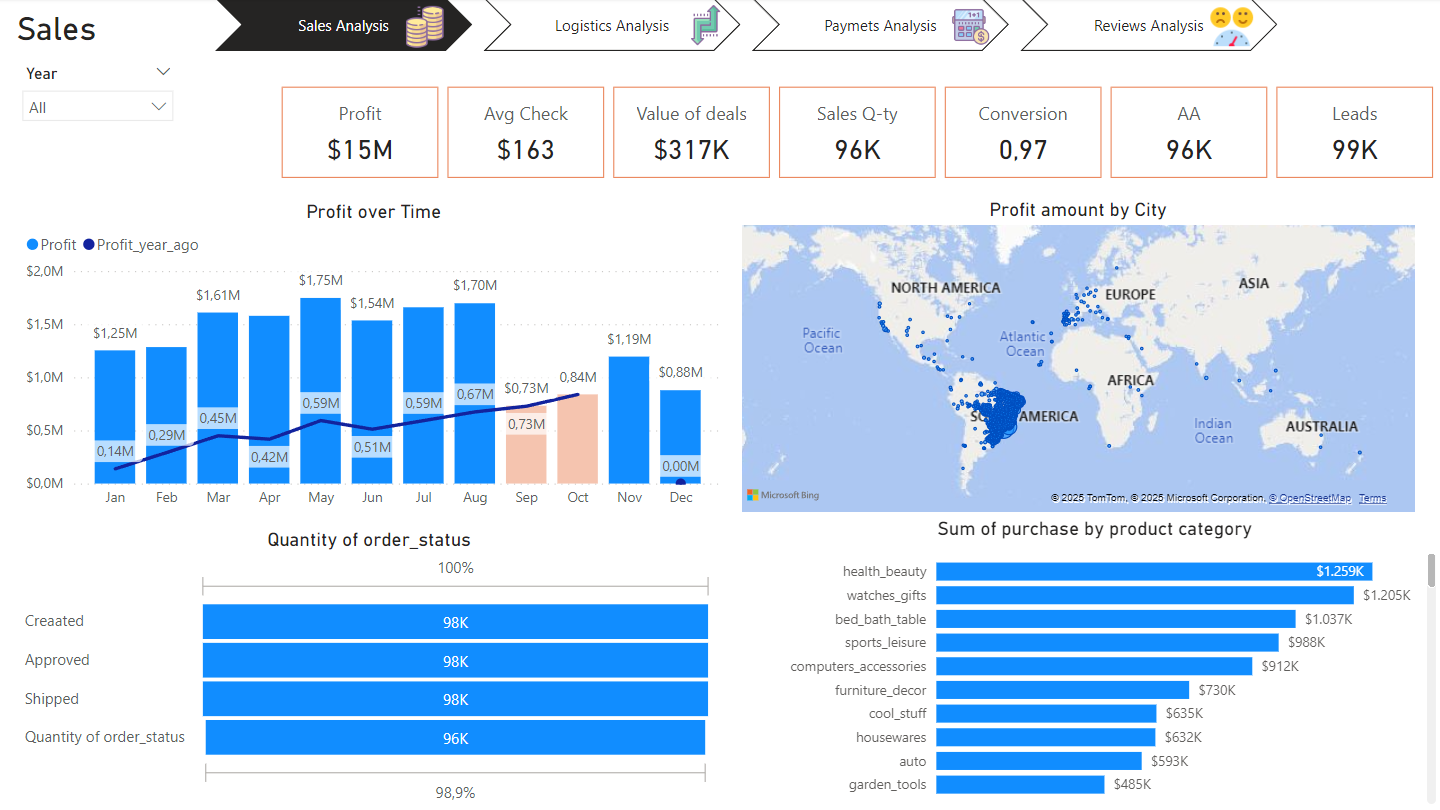 Sales
Sales Analysis
Logistics Analysis
Paymets Analysis
Reviews Analysis
Year
All
Profit
$15M
Avg Check
$163
Value of deals
$317K
Sales Q-ty
96K
Conversion
0,97
AA
96K
Leads
99K
Profit over Time
Profit Profit_year_ago
$2,0M
$1,5M
$1,0M
$0,5M
$0,0M
$1,25M
$1,61M
$1,75M
$1,54M
$1,70M
$0,73M
0,84M
$1,19M
$0,88M
0,14M
0,29M
0,45M
0,42M
0,59M
0,51M
0,59M
0,67M
0,73M
0,00M
Jan Feb Mar Apr May Jun Jul Aug Sep Oct Nov Dec
Profit amount by City
NORTH AMERICA
EUROPE
ASIA
Pacific
Ocean
Atlantic
Ocean
AFRICA
AMERICA
Indian
Ocean
AUSTRALIA
Microsoft Bing
© 2025 TomTom, © 2025 Microsoft Corporation, © OpenStreetMap Terms
Quantity of order_status
100%
Creaated 98K
Approved 98K
Shipped 98K
Quantity of order_status 96K
98,9%
Sum of purchase by product category
health_beauty $1.259K
watches_gifts $1.205K
bed_bath_table $1.037K
sports_leisure $988K
computers_accessories $912K
furniture_decor $730K
cool_stuff $635K
housewares $632K
auto $593K
garden_tools $485K